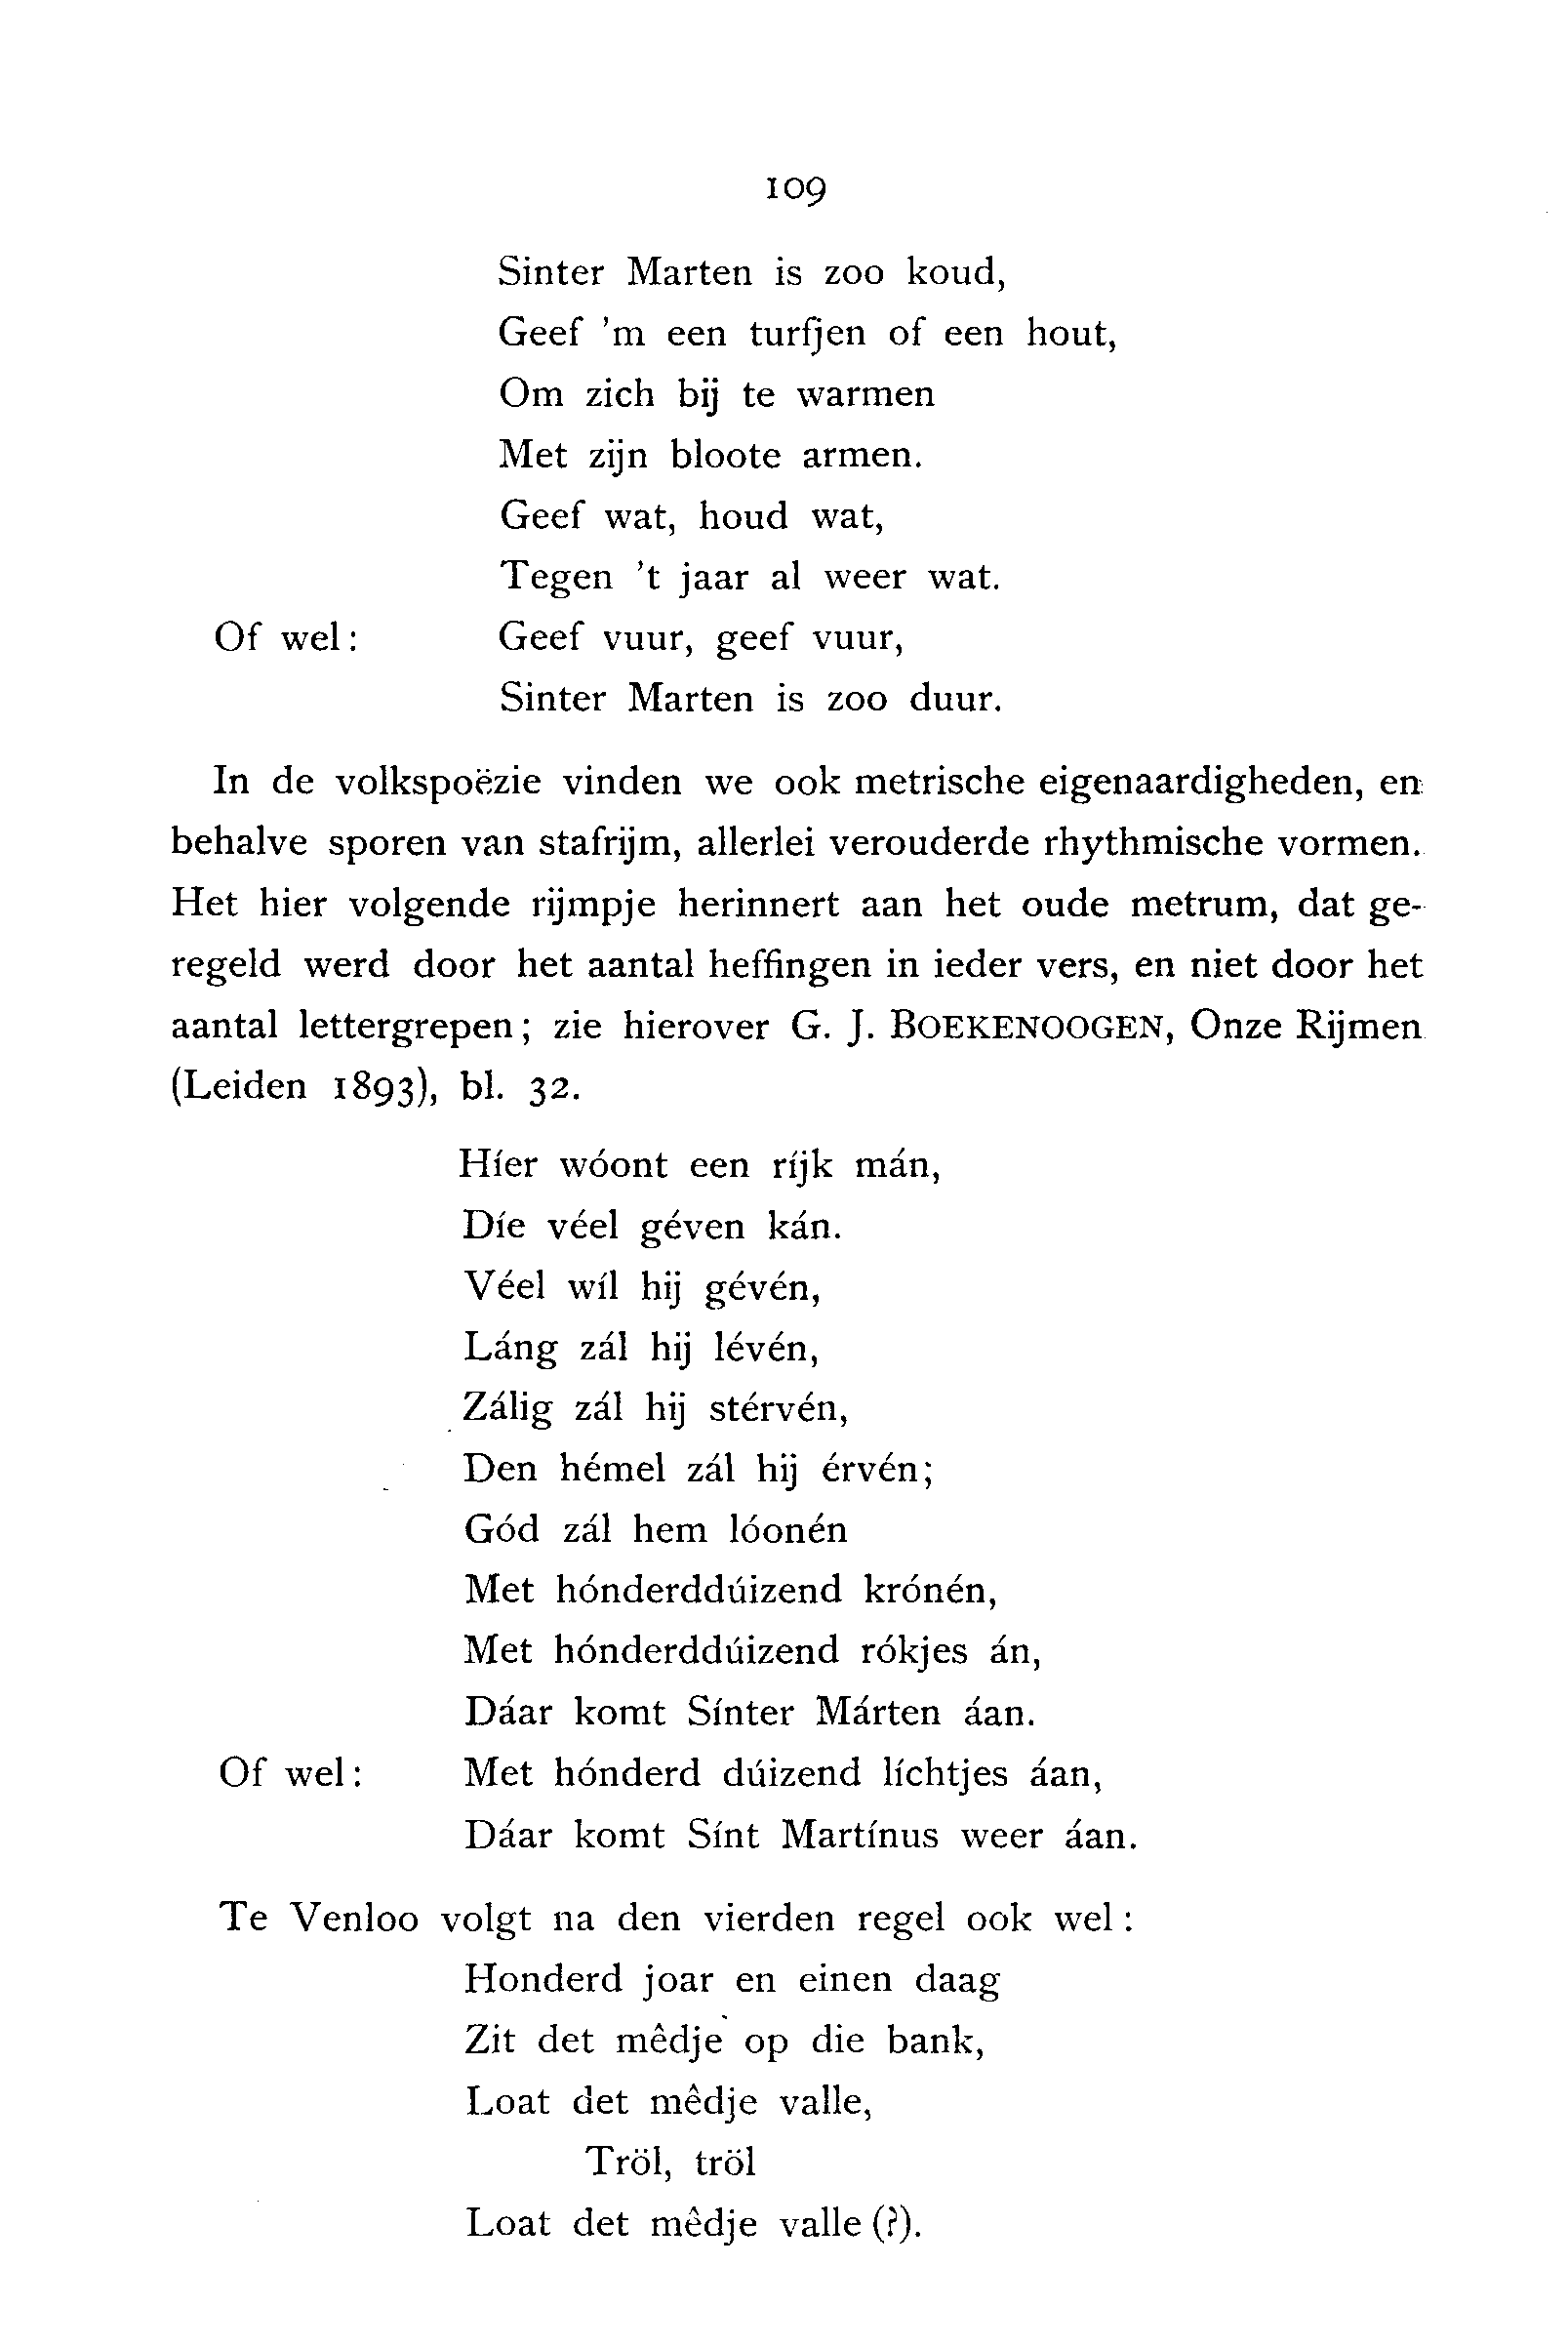 109
Sinter Marten is zoo koud,
Geef 'm een turfjen of een hout,
Om zich bij te warmen
Met zijn bloote armen.
Geef wat, houd wat,
Tegen 't jaar al weer wat.
Of wel: Geef vuur, geef vuur,
Sinter Marten is zoo duur.
In de volkspoëzie vinden we ook metrische eigenaardigheden, en
behalve sporen van stafrijm, allerlei verouderde rhythmische vormen.
Het hier volgende rijmpje herinnert aan het oude metrum, dat ge-
regeld werd door het aantal heffingen in ieder vers, en niet door het
aantal lettergrepen; zie hierover G. J. BOEKENOOGEN, Onze Rijmen
(Leiden 1893), bl. 32.
Híer wóont een ríjk mán,
Díe véel géven kán.
Véel wíl hij gévén,
Láng zál hij lévén,
Zálig zál hij stérvén,
Den hémel zál hij érvén;
Gód zál hem lóonén
Met hónderddúizend krónén,
Met hónderddúizend rókjes án,
Dáar komt Sínter Márten áan.
Of wel: Met hónderd dúizend líchtjes áan,
Dáar komt Sínt Martínus weer áan.
Te Venloo volgt na den vierden regel ook wel:
Honderd joar en einen daag
Zit det mêdje op die bank,
Loat det mêdje valle,
Tröl, tröl
Loat det mêdje valle (?).